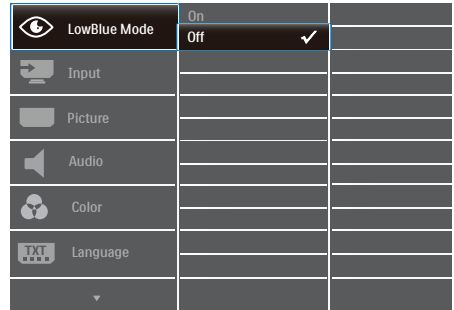 LowBlue Mode
On
Off
Input
Picture
Audio
Color
TXT
Language